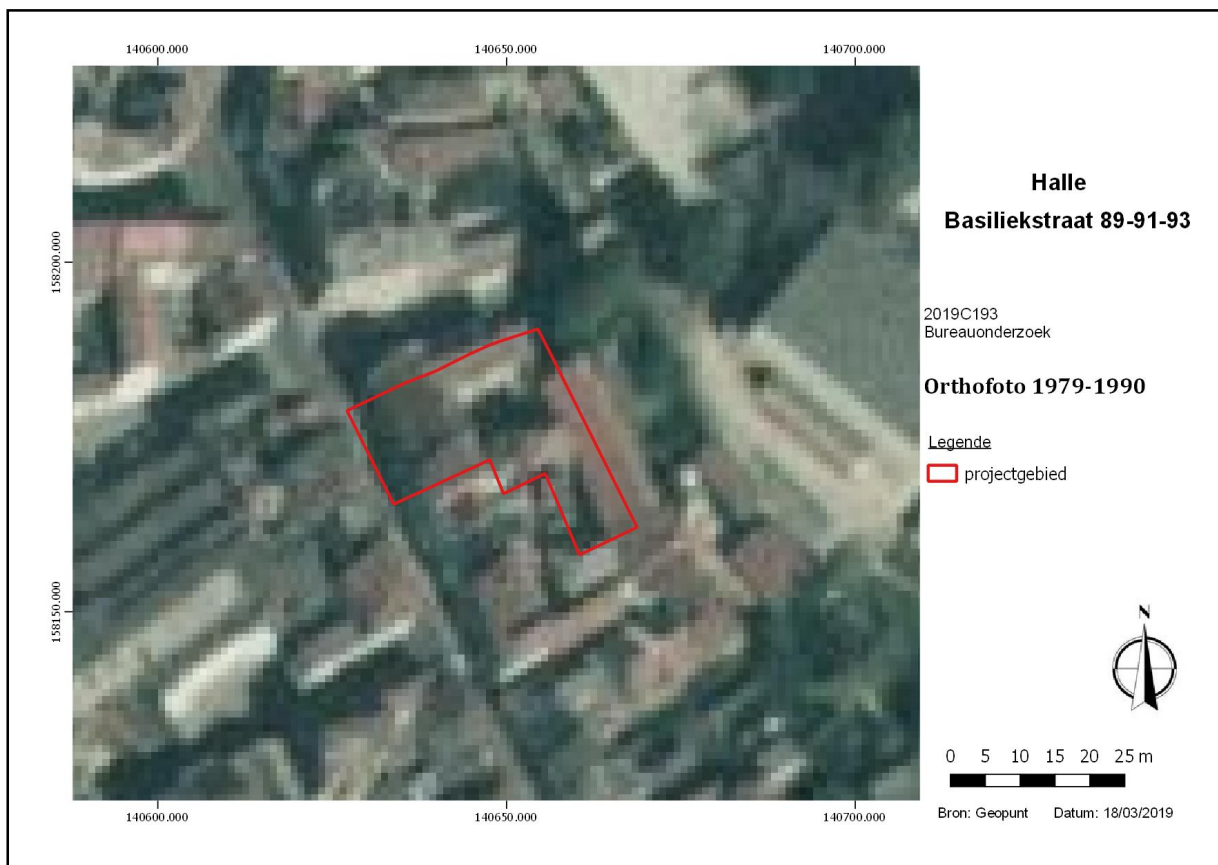 140600.000 140650.000 140700.000
158200.000
158150.000
140600.000 140650.000 140700.000
Halle
Basiliekstraat 89-91-93
2019C193
Bureauonderzoek
Orthofoto 1979-1990
Legende
projectgebied
N
0 5 10 15 20 25 m
Bron: Geopunt Datum: 18/03/2019